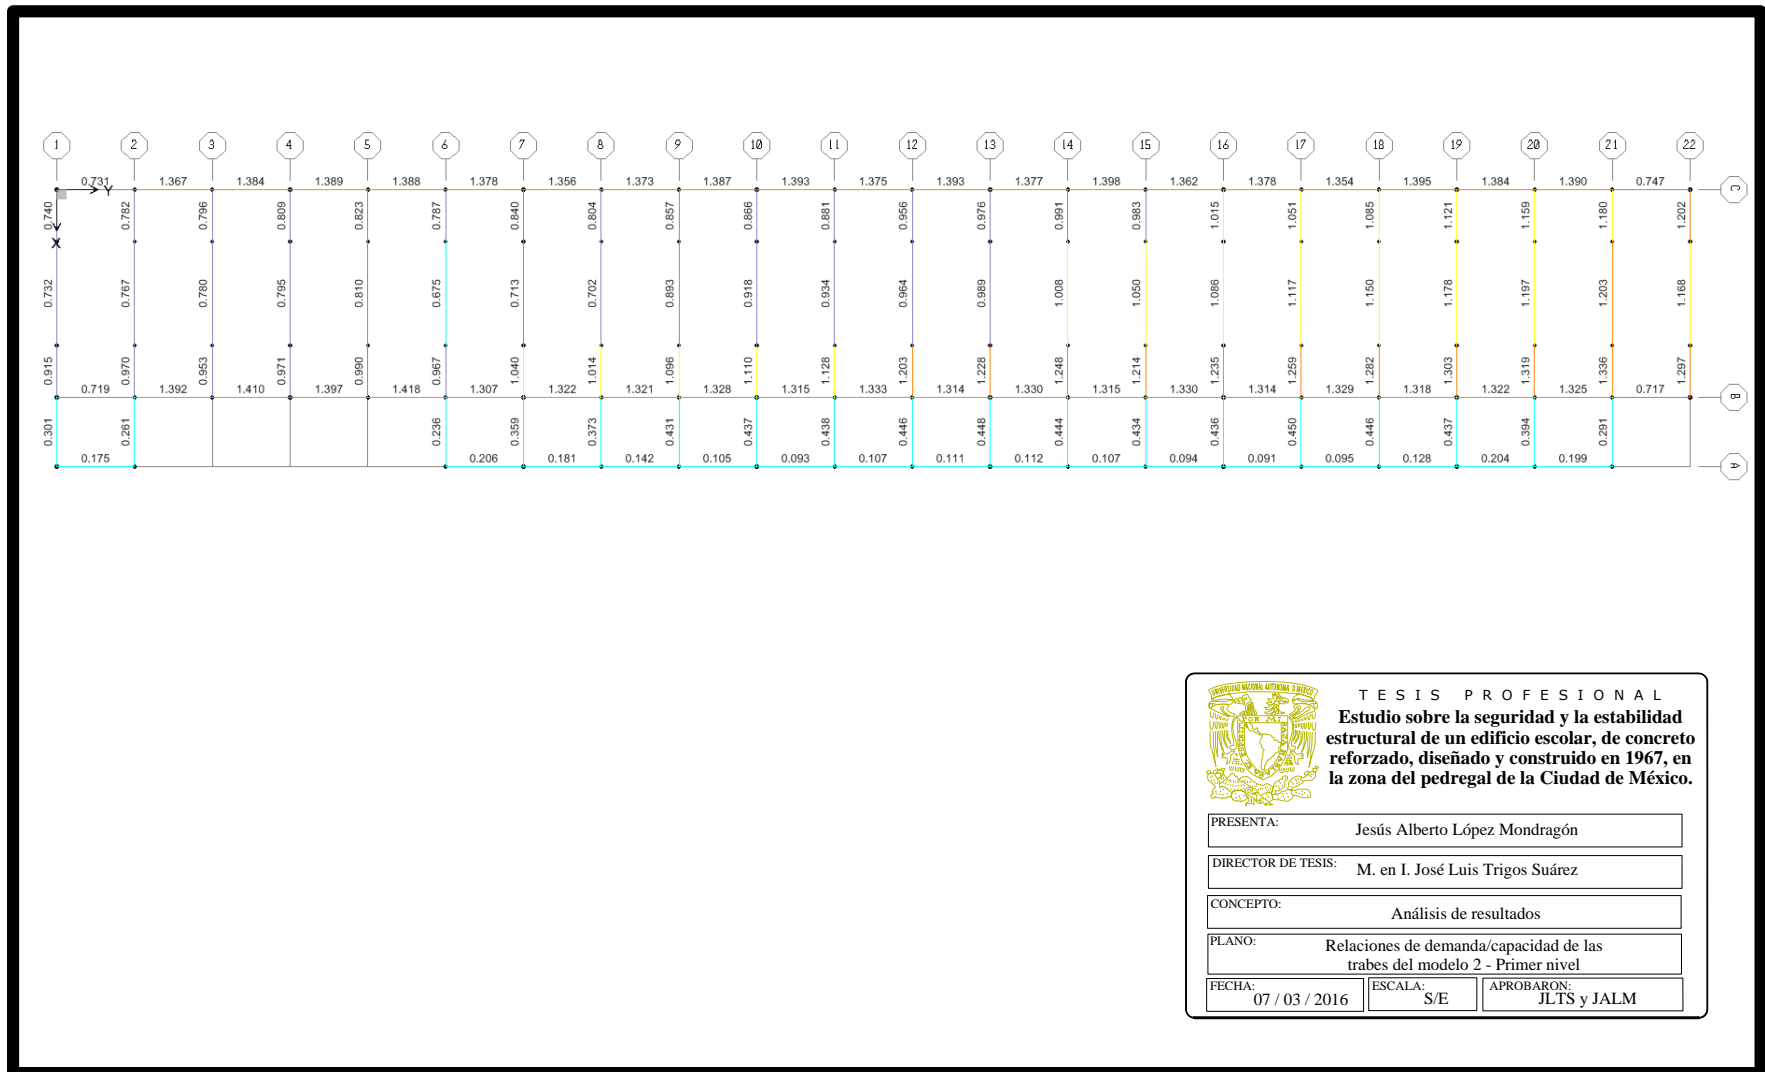 1 2 3 4 5 6 7 8 9 10 11 12 13 14 15 16 17 18 19 20 21 22
0.731 1.367 1.384 1.389 1.388 1.378 1.356 1.373 1.387 1.393 1.375 1.393 1.377 1.398 1.362 1.378 1.354 1.395 1.384 1.390 0.747
Y
C
0.740 0.782 0.796 0.809 0.823 0.787 0.840 0.804 0.857 0.866 0.881 0.956 0.976 0.991 0.983 1.015 1.051 1.085 1.121 1.159 1.180 1.202
X
0.732 0.767 0.780 0.795 0.810 0.675 0.713 0.702 0.893 0.918 0.934 0.964 0.989 1.008 1.050 1.086 1.117 1.150 1.178 1.197 1.203 1.168
0.915 0.970 0.953 0.971 0.990 0.967 1.040 1.014 1.096 1.110 1.128 1.203 1.228 1.248 1.214 1.235 1.259 1.282 1.303 1.319 1.336 1.297
0.719 1.392 1.410 1.397 1.418 1.307 1.322 1.321 1.328 1.315 1.333 1.314 1.330 1.315 1.330 1.314 1.329 1.318 1.322 1.325 0.717
B
0.301 0.261 0.236 0.359 0.373 0.431 0.437 0.438 0.446 0.448 0.444 0.434 0.436 0.450 0.446 0.437 0.394 0.291
0.175 0.206 0.181 0.142 0.105 0.093 0.107 0.111 0.112 0.107 0.094 0.091 0.095 0.128 0.204 0.199
A
TESIS PROFESIONAL
Estudio sobre la seguridad y la estabilidad
estructural de un edificio escolar, de concreto
reforzado, diseñado y construido en 1967, en
la zona del pedregal de la Ciudad de México.
UNIVERSIDAD NACIONAL AUTONOMA D MEXICO
POR MI RAZA
PRESENTA: Jesús Alberto López Mondragón
DIRECTOR DE TESIS: M. en I. José Luis Trigos Suárez
CONCEPTO: Análisis de resultados
PLANO: Relaciones de demanda/capacidad de las
trabes del modelo 2 - Primer nivel
FECHA: 07 / 03 / 2016 ESCALA: S/E APROBARON: JLTS y JALM